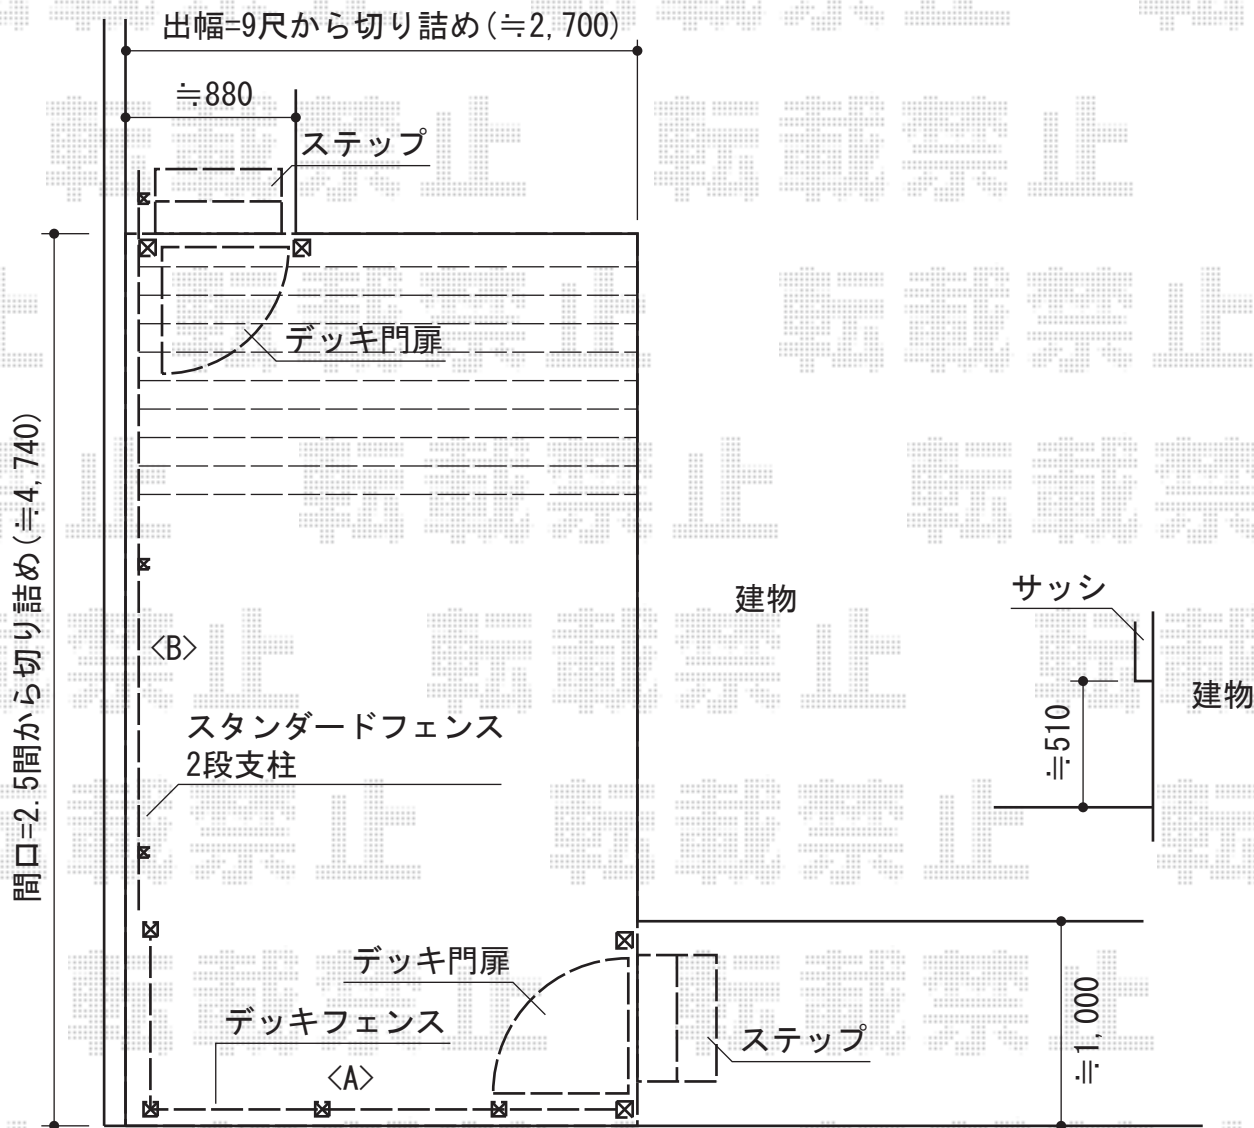 出幅=9尺から切り詰め(≒2,700)
≒880
ステップ
デッキ門扉
間口=2.5間から切り詰め(≒4,740)
建物
サッシ
建物
≒510
<B>
スタンダードフェンス
2段支柱
デッキ門扉
デッキフェンス
<A>
ステップ
≒1,000
転載禁止